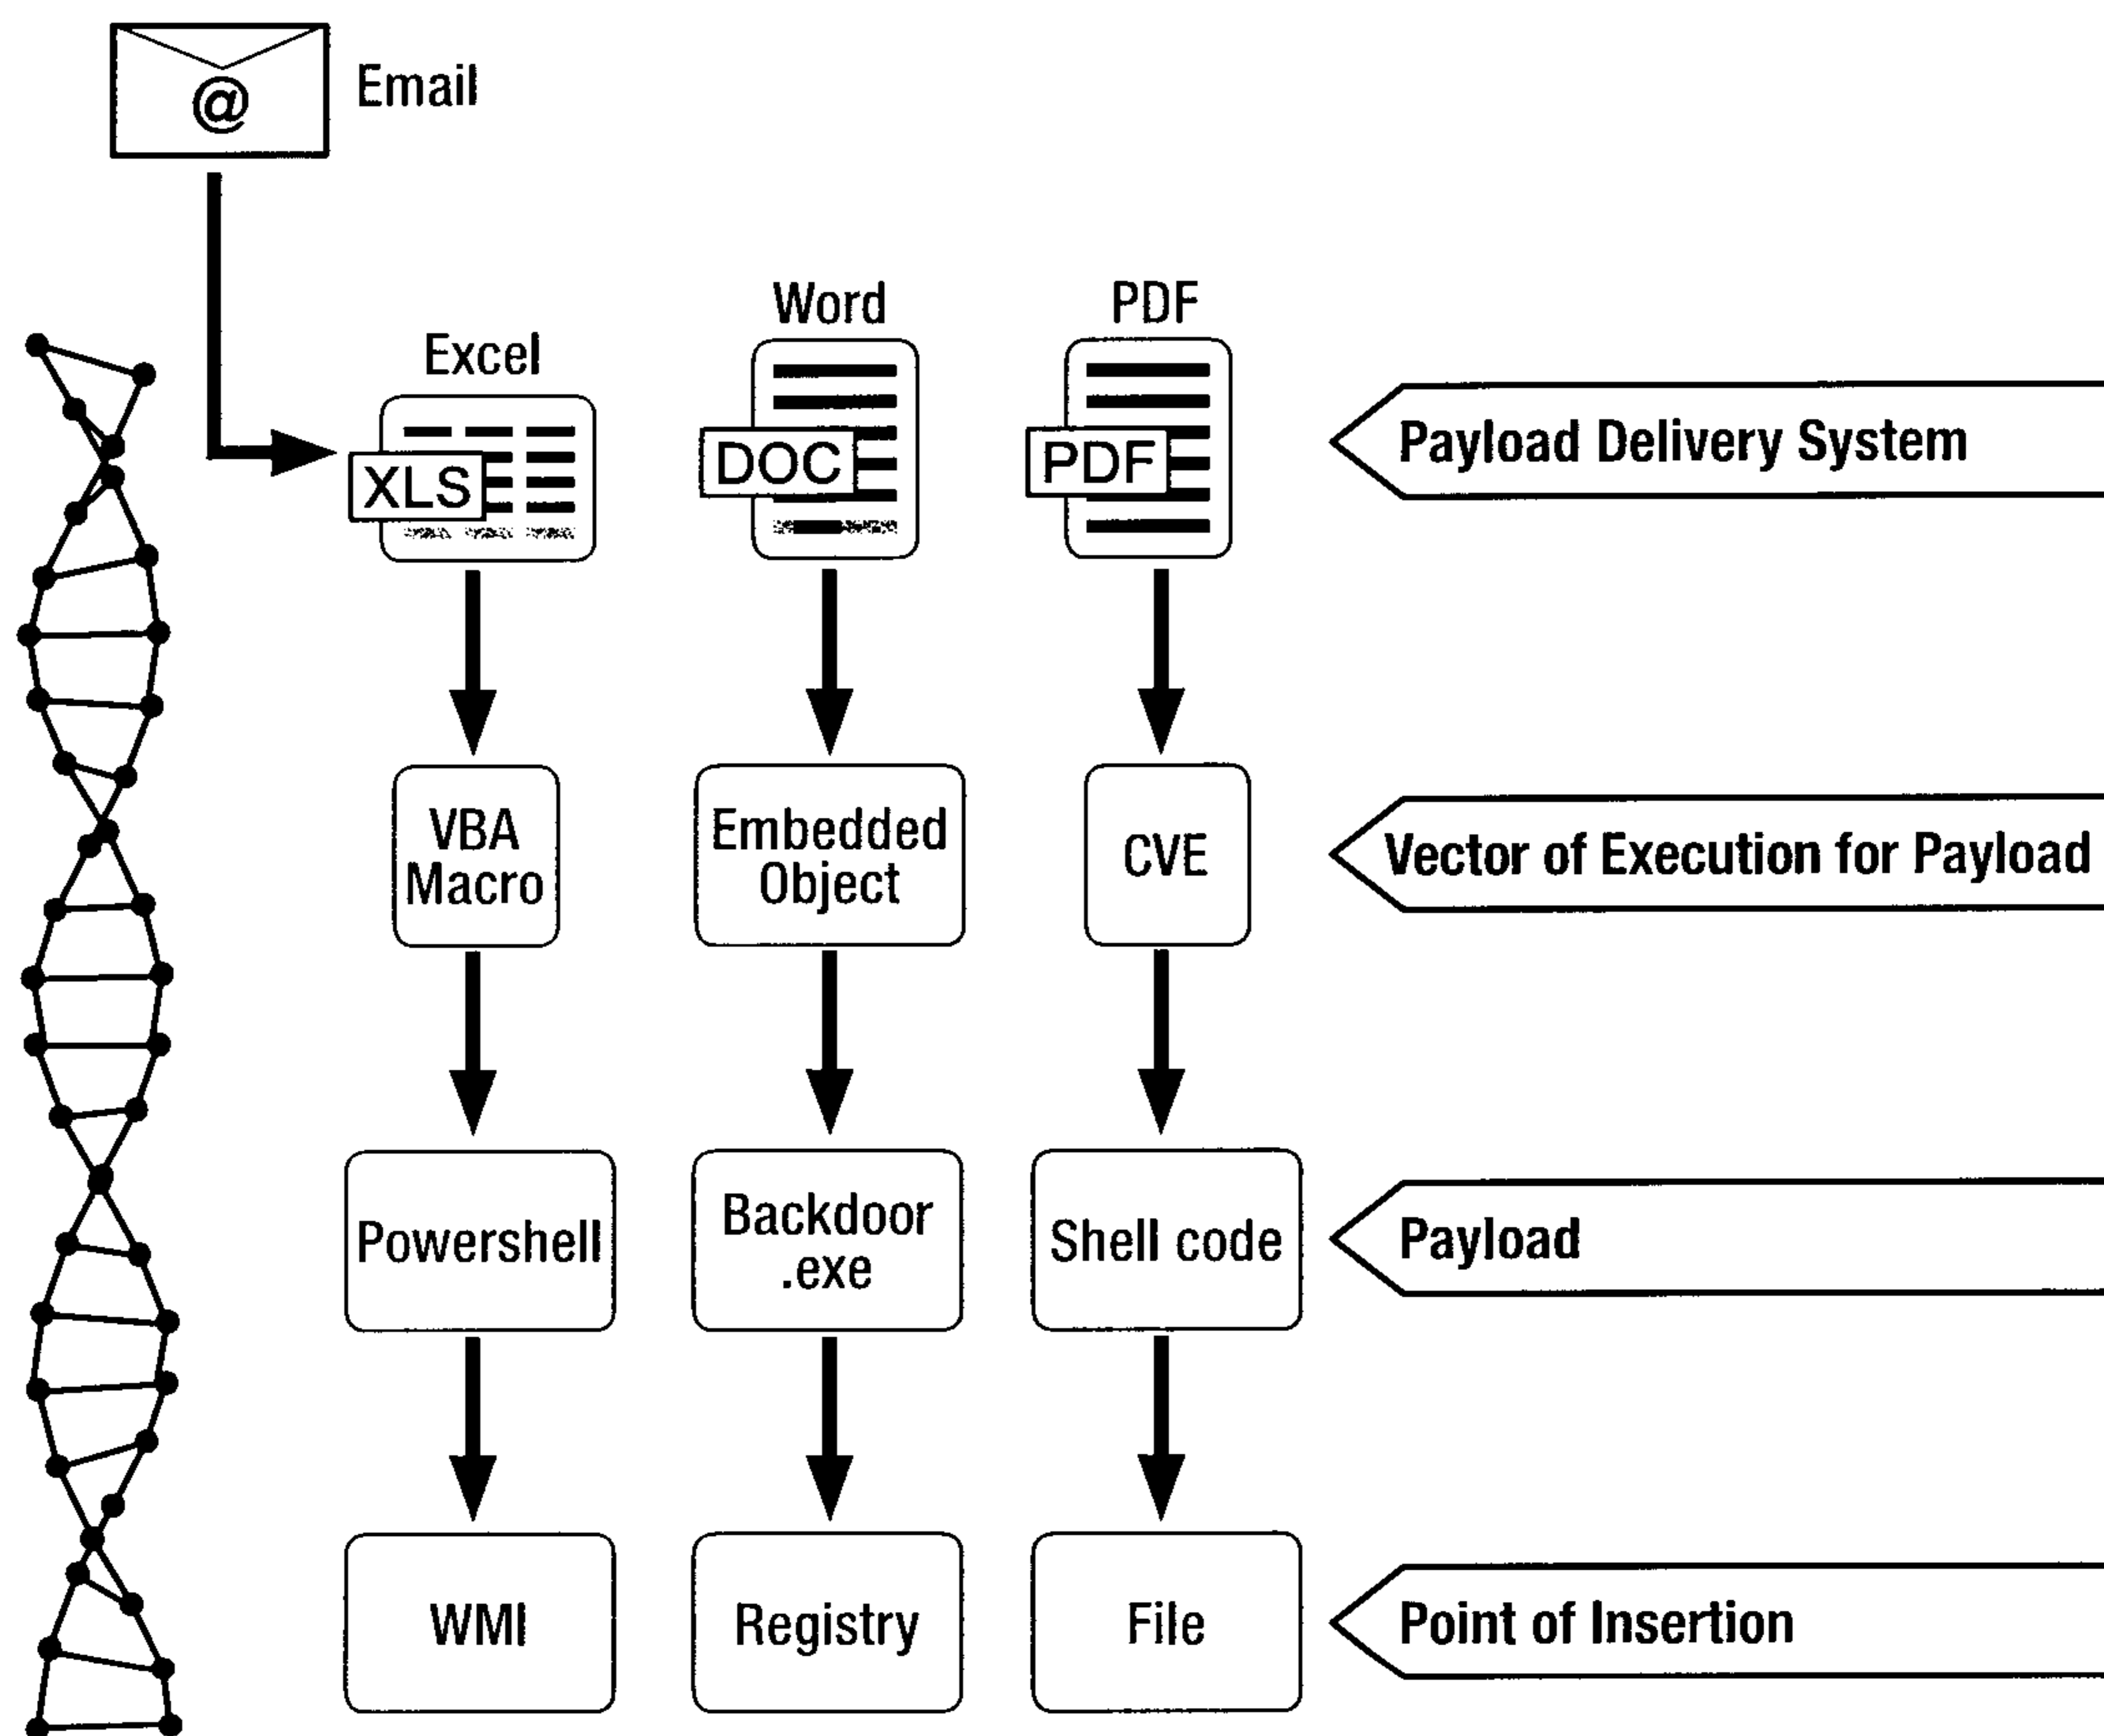 @
Email
Excel
Word
PDF
XLS
DOC
PDF
Payload Delivery System
VBA
Macro
Embedded
Object
CVE
Vector of Execution for Payload
Powershell
Backdoor
.exe
Shell code
Payload
WMI
Registry
File
Point of Insertion